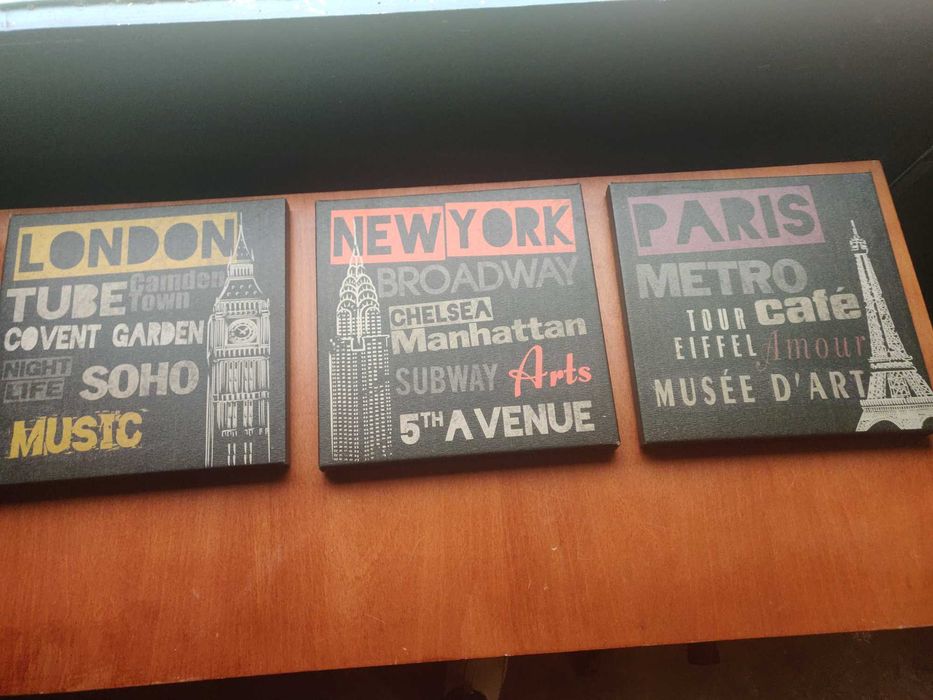 LONDON
TUBE Camden Town
COVENT GARDEN
NIGHT LIFE SOHO
MUSIC
NEW YORK
BROADWAY
CHELSEA
Manhattan
SUBWAY Arts
5TH AVENUE
PARIS
METRO
TOUR café
EIFFEL Amour
MUSÉE D'ART